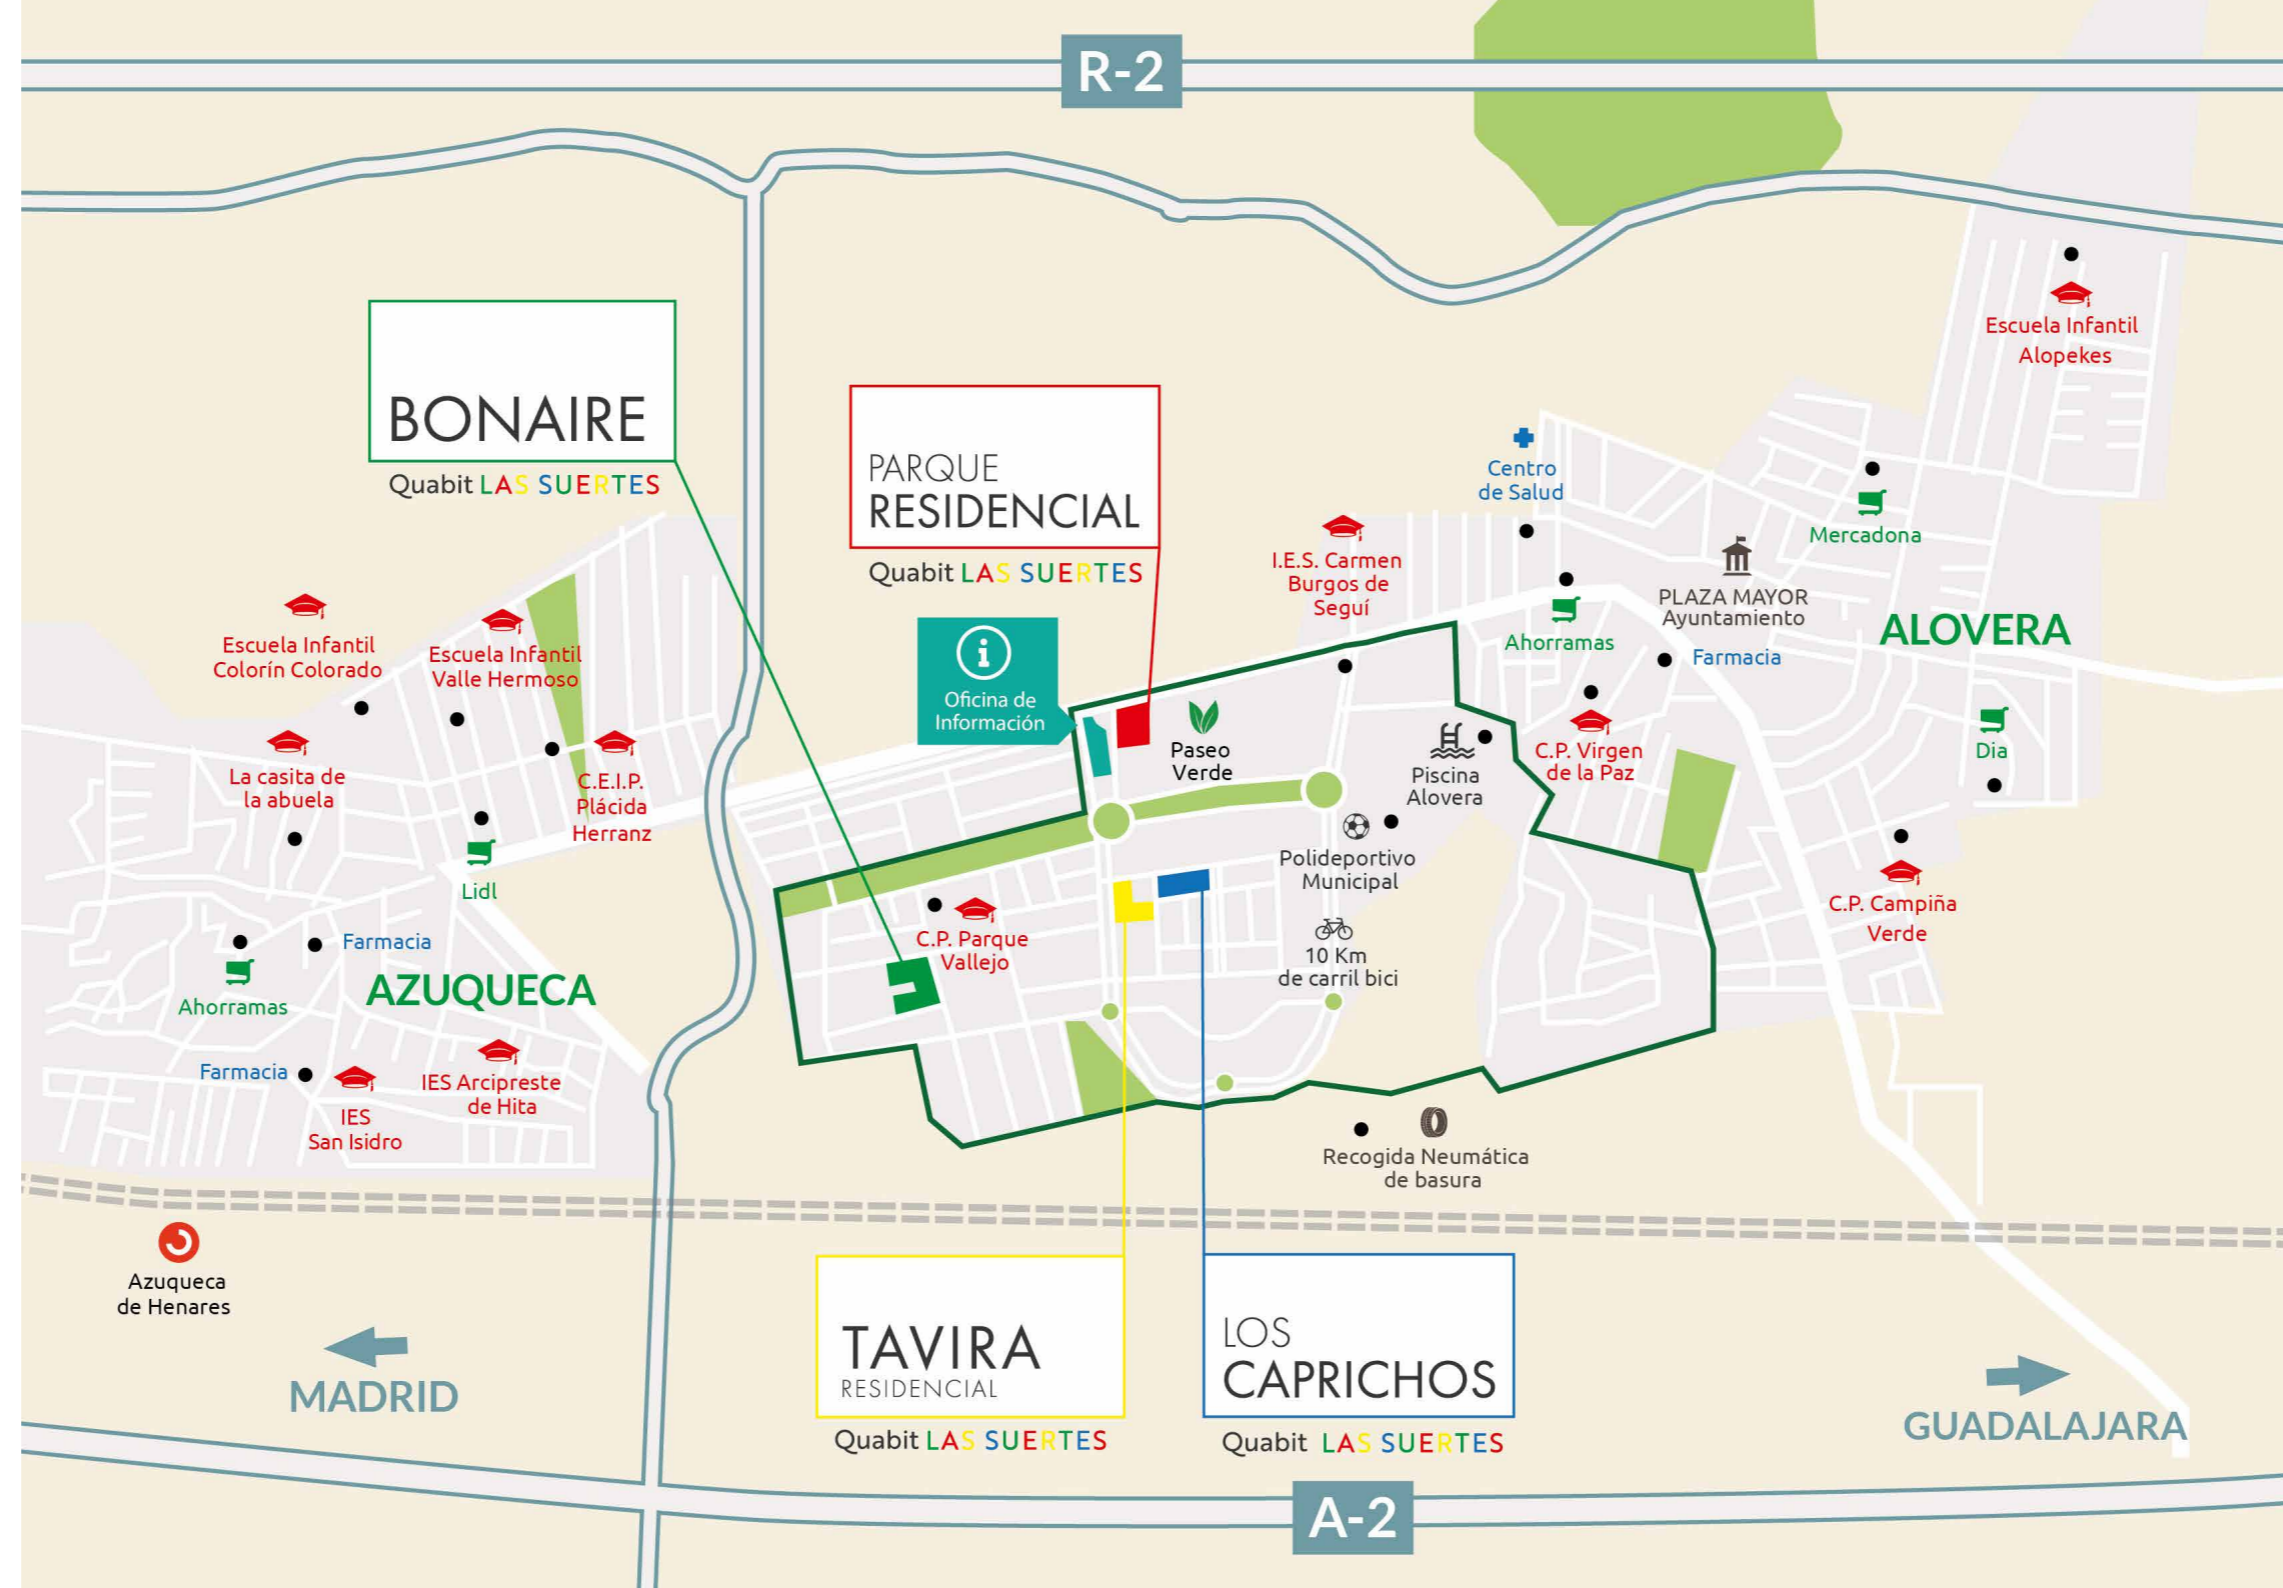 R-2
BONAIRE
Quabit LAS SUERTES
PARQUE
RESIDENCIAL
Quabit LAS SUERTES
Oficina de
Información
Escuela Infantil
Alopekes
Centro
de Salud
Mercadona
I.E.S. Carmen
Burgos de
Seguí
PLAZA MAYOR
Ayuntamiento
Ahorramas
Farmacia
ALOVERA
Escuela Infantil
Colorín Colorado
Escuela Infantil
Valle Hermoso
La casita de
la abuela
C.E.I.P.
Plácida
Herranz
Lidl
Paseo
Verde
Piscina
Alovera
C.P. Virgen
de la Paz
Dia
Polideportivo
Municipal
C.P. Campiña
Verde
Farmacia
Ahorramas
AZUQUECA
C.P. Parque
Vallejo
10 Km
de carril bici
Farmacia
IES
San Isidro
IES Arcipreste
de Hita
Recogida Neumática
de basura
Azuqueca
de Henares
MADRID
TAVIRA
RESIDENCIAL
Quabit LAS SUERTES
LOS
CAPRICHOS
Quabit LAS SUERTES
GUADALAJARA
A-2